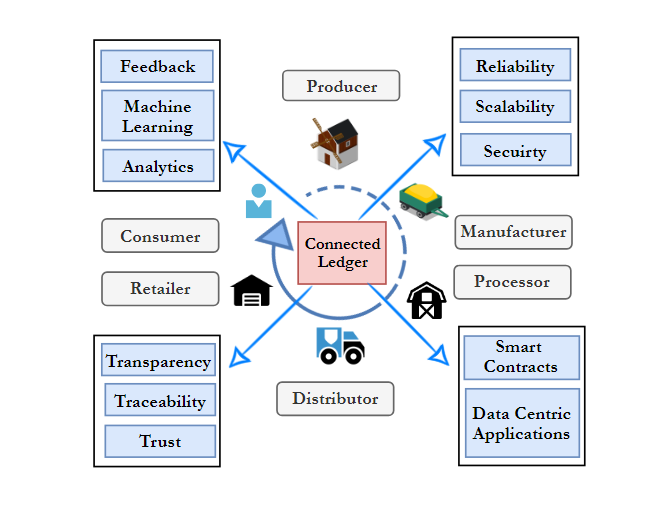 Feedback
Machine
Learning
Analytics
Producer
Reliability
Scalability
Secuirty
Consumer
Retailer
Connected
Ledger
Manufacturer
Processor
Transparency
Traceability
Trust
Distributor
Smart
Contracts
Data Centric
Applications